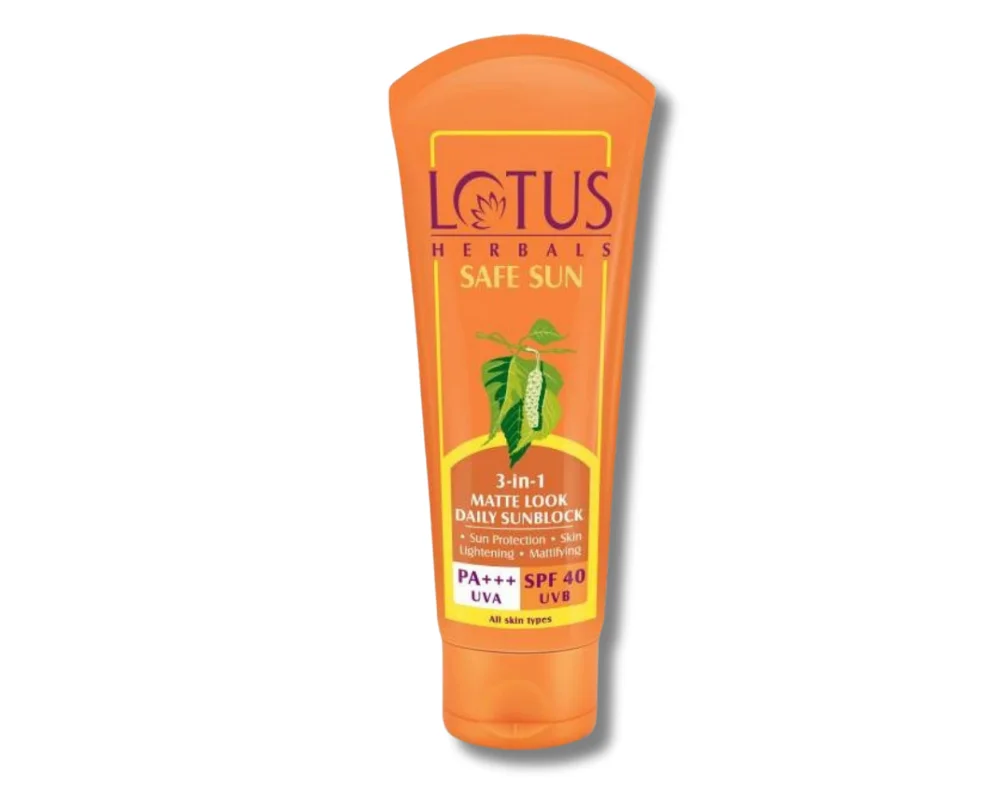 LOTUS
HERBALS
SAFE SUN
3-in-1
MATTE LOOK
DAILY SUNBLOCK
• Sun Protection • Skin
Lightening • Mattifying
PA+++ SPF 40
UVA UVB
All skin types